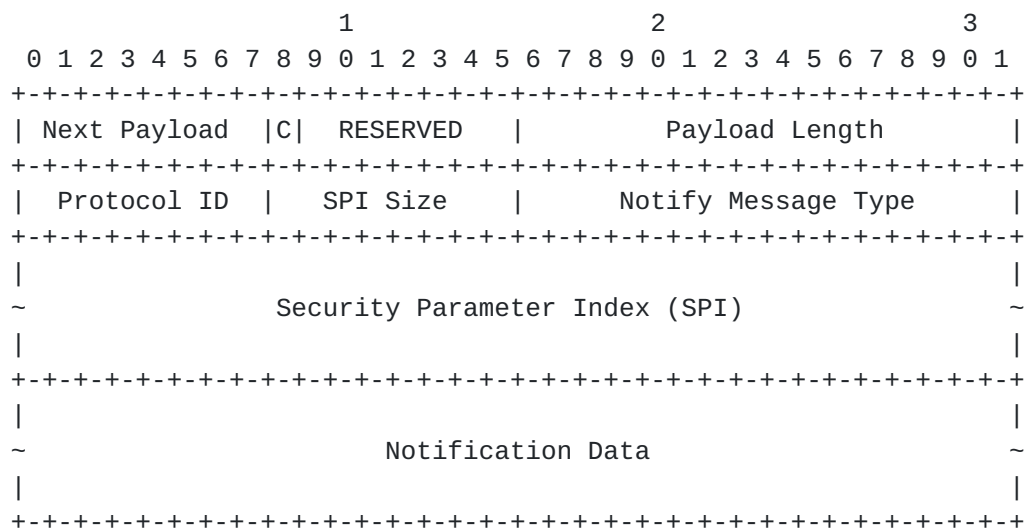 1                   2                   3
 0 1 2 3 4 5 6 7 8 9 0 1 2 3 4 5 6 7 8 9 0 1 2 3 4 5 6 7 8 9 0 1
+-+-+-+-+-+-+-+-+-+-+-+-+-+-+-+-+-+-+-+-+-+-+-+-+-+-+-+-+-+-+-+-+
| Next Payload  |C|  RESERVED   |         Payload Length        |
+-+-+-+-+-+-+-+-+-+-+-+-+-+-+-+-+-+-+-+-+-+-+-+-+-+-+-+-+-+-+-+-+
|  Protocol ID  |   SPI Size    |      Notify Message Type      |
+-+-+-+-+-+-+-+-+-+-+-+-+-+-+-+-+-+-+-+-+-+-+-+-+-+-+-+-+-+-+-+-+
|                                                               |
~                Security Parameter Index (SPI)                 ~
|                                                               |
+-+-+-+-+-+-+-+-+-+-+-+-+-+-+-+-+-+-+-+-+-+-+-+-+-+-+-+-+-+-+-+-+
|                                                               |
~                       Notification Data                       ~
|                                                               |
+-+-+-+-+-+-+-+-+-+-+-+-+-+-+-+-+-+-+-+-+-+-+-+-+-+-+-+-+-+-+-+-+